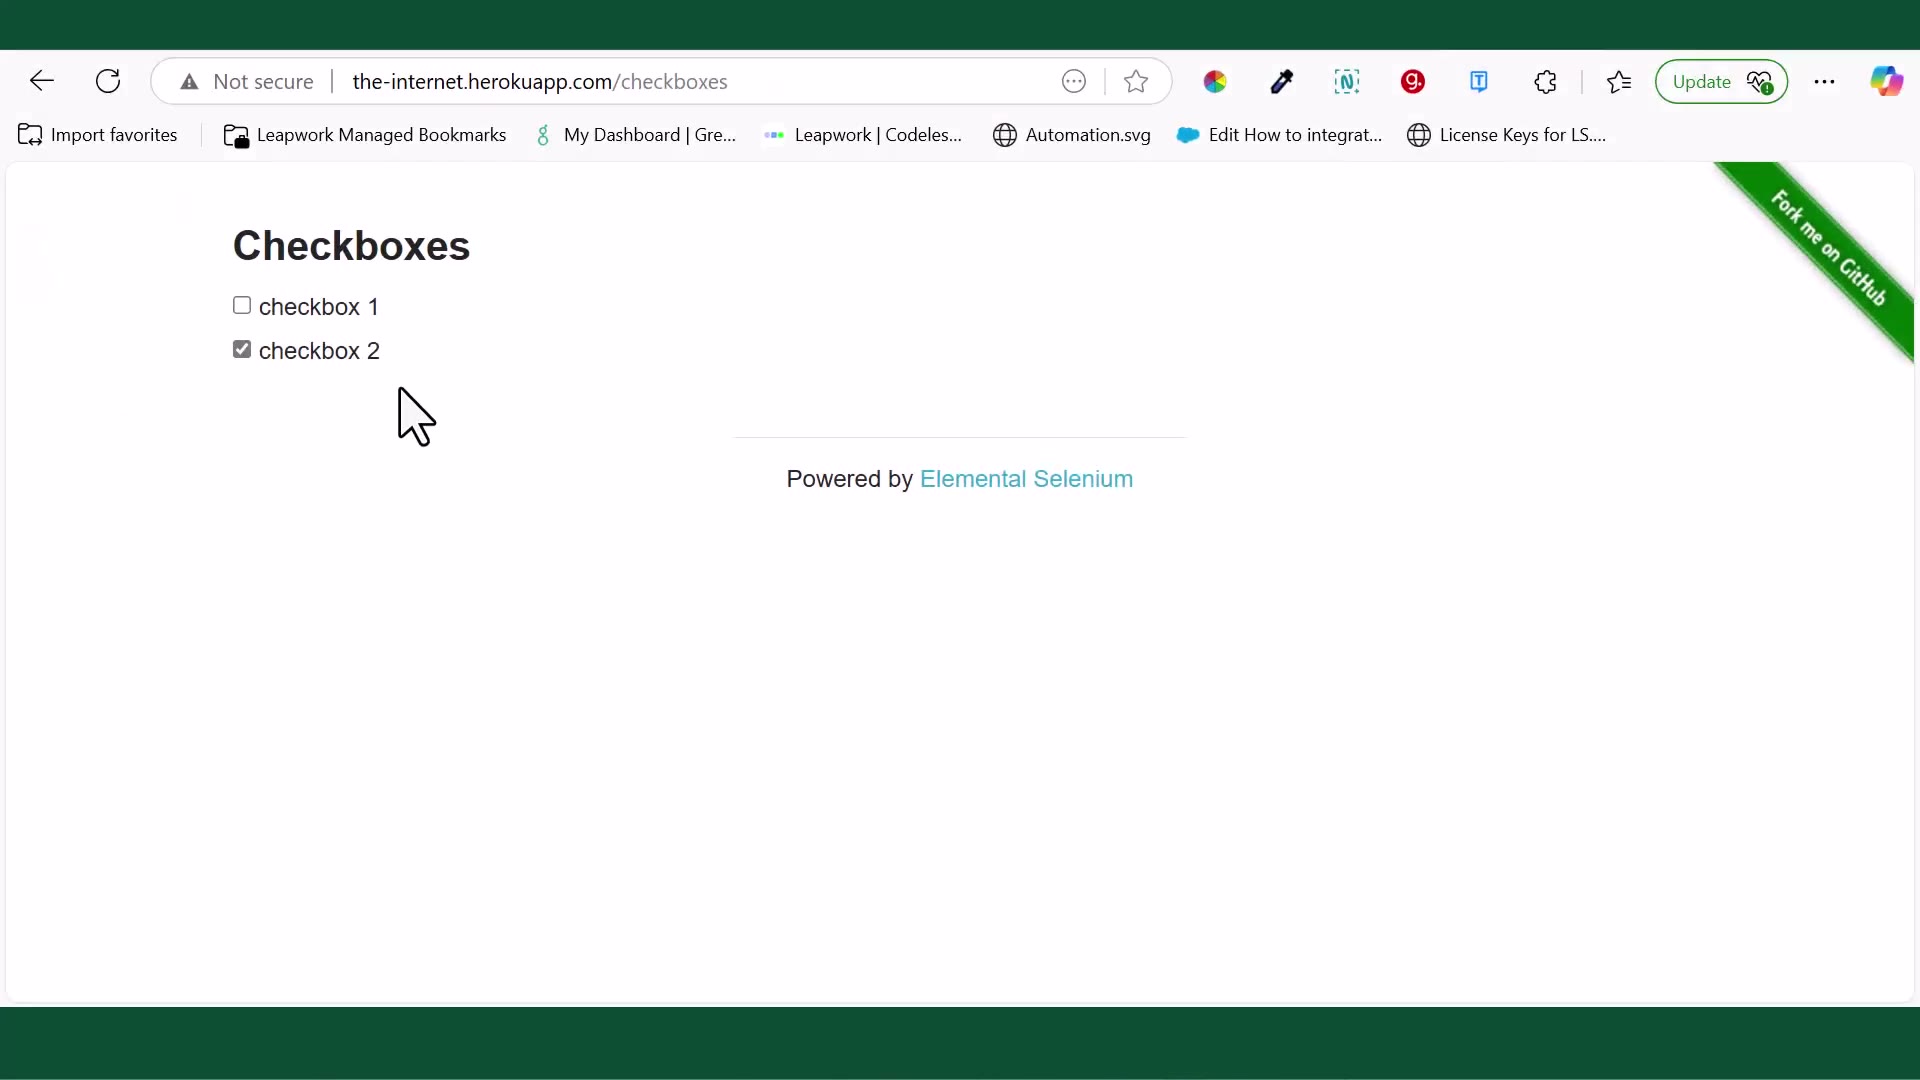 Not secure the-internet.herokuapp.com/checkboxes g. T Update
Import favorites Leapwork Managed Bookmarks My Dashboard | Gre... Leapwork | Codeles... Automation.svg Edit How to integrat... License Keys for LS....
Fork me on GitHub
Checkboxes
checkbox 1
checkbox 2
Powered by Elemental Selenium